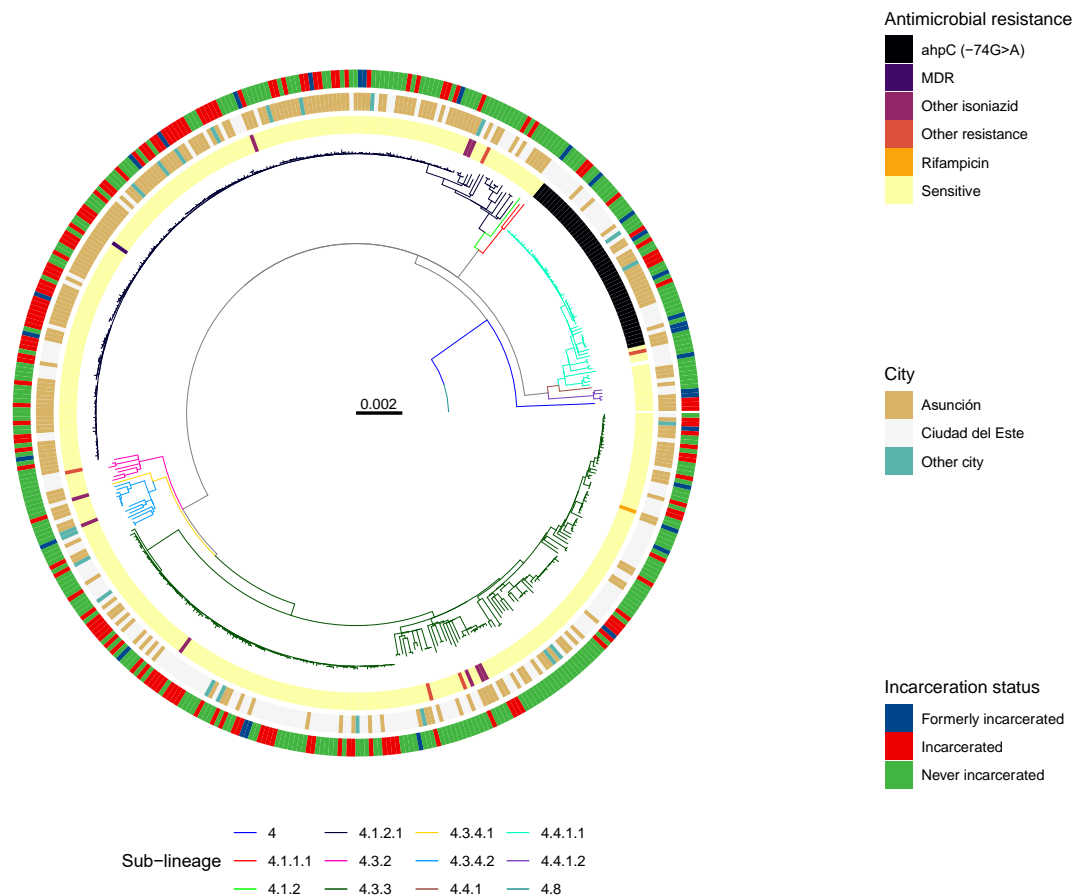 Antimicrobial resistance
ahpC (−74G>A)
MDR
Other isoniazid
Other resistance
Rifampicin
Sensitive
0.002
City
Asunción
Ciudad del Este
Other city
Incarceration status
Formerly incarcerated
Incarcerated
Never incarcerated
Sub−lineage
4 4.1.2.1 4.3.4.1 4.4.1.1
4.1.1.1 4.3.2 4.3.4.2 4.4.1.2
4.1.2 4.3.3 4.4.1 4.8